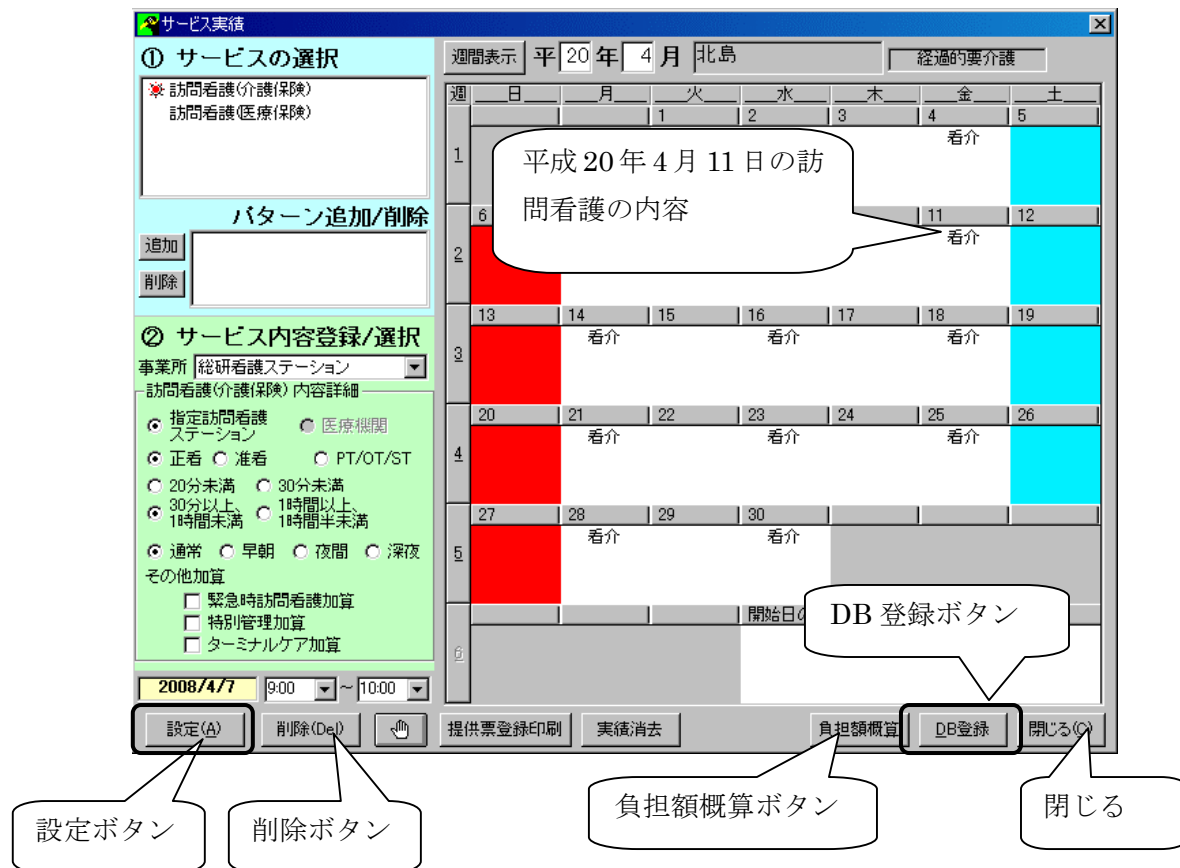 サービス実績
① サービスの選択
訪問看護(介護保険)
訪問看護(医療保険)
パターン追加/削除
追加
削除
② サービス内容登録/選択
事業所 総研看護ステーション
訪問看護(介護保険) 内容詳細
指定訪問看護ステーション 医療機関
正看 准看 PT/OT/ST
20分未満 30分未満
30分以上、1時間未満 1時間以上、1時間半未満
通常 早朝 夜間 深夜
その他加算
緊急時訪問看護加算
特別管理加算
ターミナルケア加算
2008/4/7 9:00 ~ 10:00
週間表示 平 20 年 4 月 北島 経過的要介護
週 日 月 火 水 木 金 土
1 2 3 4 5
1 看介
平成 20 年 4 月 11 日の訪
問看護の内容
6 11 12
2 看介
13 14 15 16 17 18 19
3 看介 看介 看介
20 21 22 23 24 25 26
4 看介 看介 看介
27 28 29 30
5 看介 看介
開始日の
6
DB 登録ボタン
設定(A) 削除(Del) 提供票登録印刷 実績消去 負担額概算 DB登録 閉じる(C)
設定ボタン
削除ボタン
負担額概算ボタン
閉じる